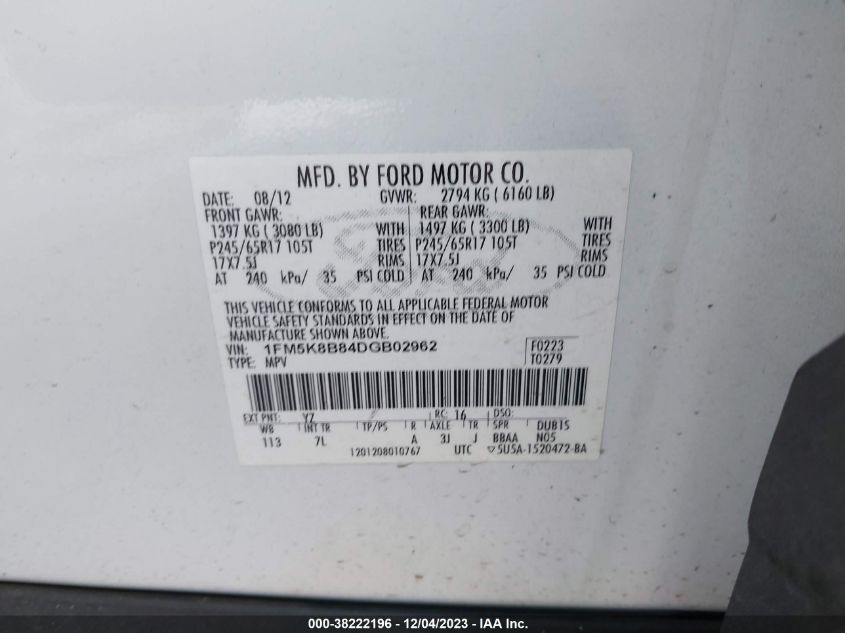 MFD. BY FORD MOTOR CO.
DATE: 08/12 GVWR: 2794 KG ( 6160 LB)
FRONT GAWR: REAR GAWR:
1397 KG ( 3080 LB) WITH 1497 KG ( 3300 LB) WITH
P245/65R17 105T TIRES P245/65R17 105T TIRES
17X7.5J RIMS 17X7.5J RIMS
AT 240 kPa/ 35 PSI COLD AT 240 kPa/ 35 PSI COLD
THIS VEHICLE CONFORMS TO ALL APPLICABLE FEDERAL MOTOR
VEHICLE SAFETY STANDARDS IN EFFECT ON THE DATE OF
MANUFACTURE SHOWN ABOVE.
VIN: 1FM5K8B84DGB02962 F0223
TYPE: MPV T0279
EXT PNT: YZ RC: 16 DSO:
WB INT TR TP/PS R AXLE TR SPR DUBIS
113 7L A 3J J BBAA N05
1201208010767 UTC ▽5U5A-1520472-BA
000-38222196 - 12/04/2023 - IAA Inc.